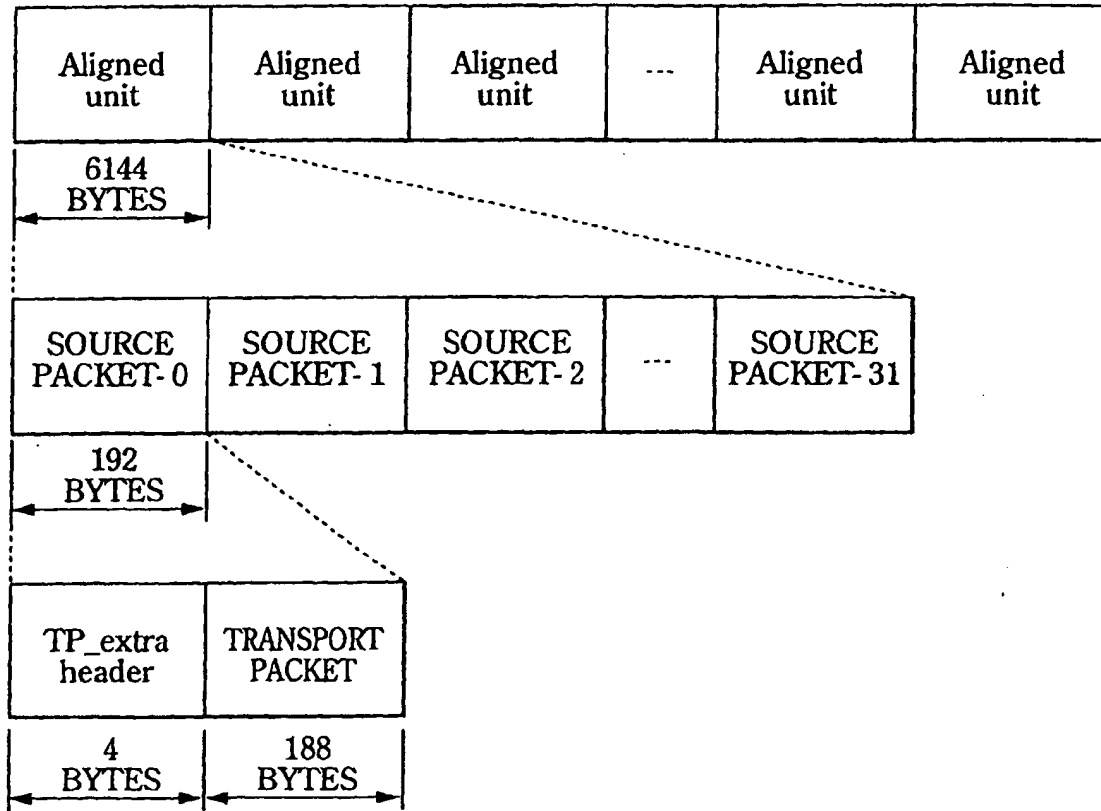 Aligned unit
Aligned unit
Aligned unit
---
Aligned unit
Aligned unit
6144 BYTES
SOURCE PACKET- 0
SOURCE PACKET- 1
SOURCE PACKET- 2
---
SOURCE PACKET- 31
192 BYTES
TP_extra header
TRANSPORT PACKET
4 BYTES
188 BYTES